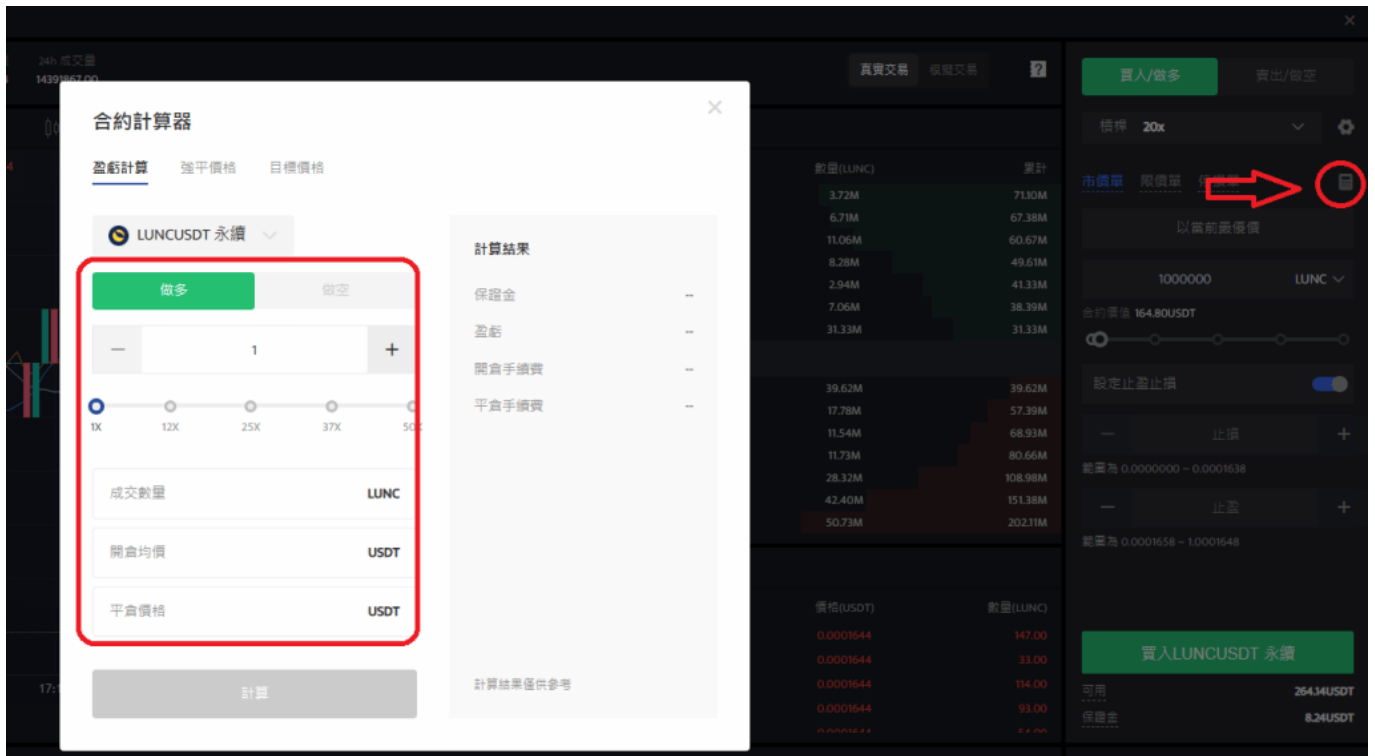 24h 成交量
14391867.00
真實交易 模擬交易
買入/做多 賣出/做空
槓桿 20x
合約計算器
盈虧計算 強平價格 目標價格
LUNCUSDT 永續
做多 做空
1
1X 12X 25X 37X 50X
成交數量 LUNC
開倉均價 USDT
平倉價格 USDT
計算
計算結果
保證金 --
盈虧 --
開倉手續費 --
平倉手續費 --
計算結果僅供參考
數量(LUNC) 累計
3.72M 71.10M
6.71M 67.38M
11.06M 60.67M
8.28M 49.61M
2.94M 41.33M
7.06M 38.39M
31.33M 31.33M
39.62M 39.62M
17.78M 57.39M
11.54M 68.93M
11.73M 80.66M
28.32M 108.98M
42.40M 151.38M
50.73M 202.11M
價格(USDT) 數量(LUNC)
0.0001644 147.00
0.0001644 33.00
0.0001644 114.00
0.0001644 93.00
市價單 限價單
以當前最優價
1000000 LUNC
合約價值 164.80USDT
設定止盈止損
止損
範圍為 0.0000000 ~ 0.0001638
止盈
範圍為 0.0001658 ~ 1.0001648
買入LUNCUSDT 永續
可用 264.14USDT
保證金 8.24USDT